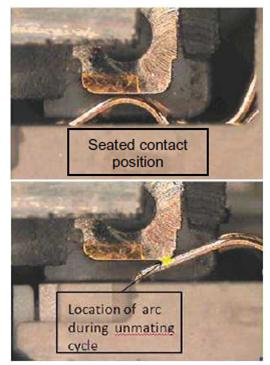 Seated contact
position
Location of arc
during unmating
cycle